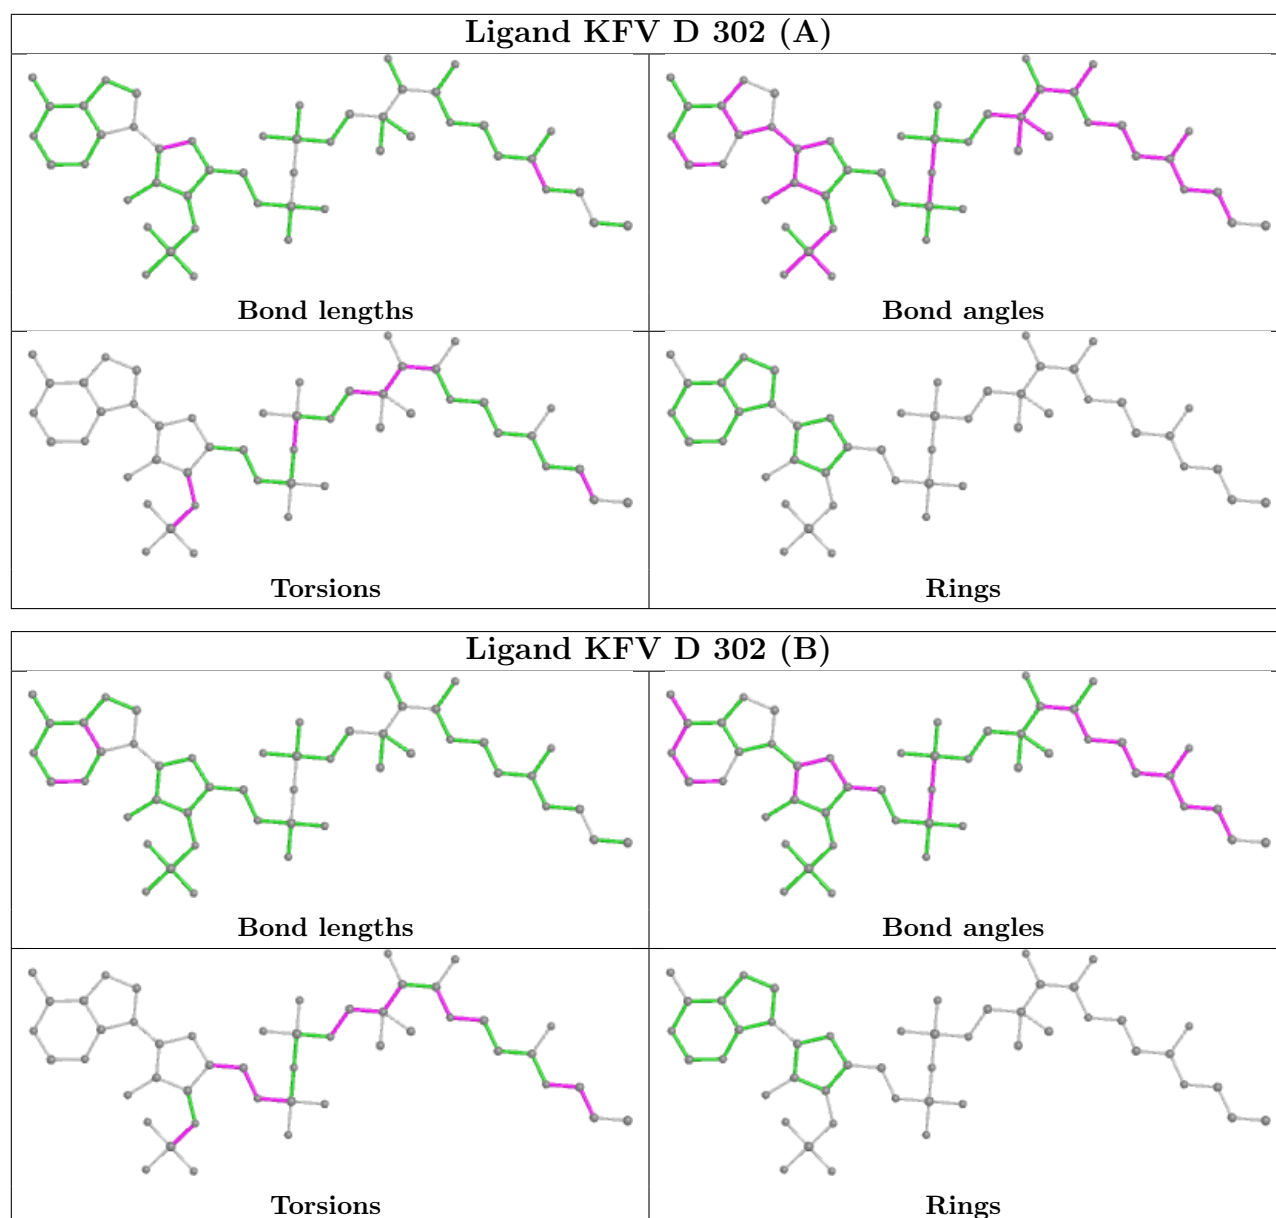 Ligand KFV D 302 (A)
Bond lengths
Bond angles
Torsions
Rings
Ligand KFV D 302 (B)
Bond lengths
Bond angles
Torsions
Rings